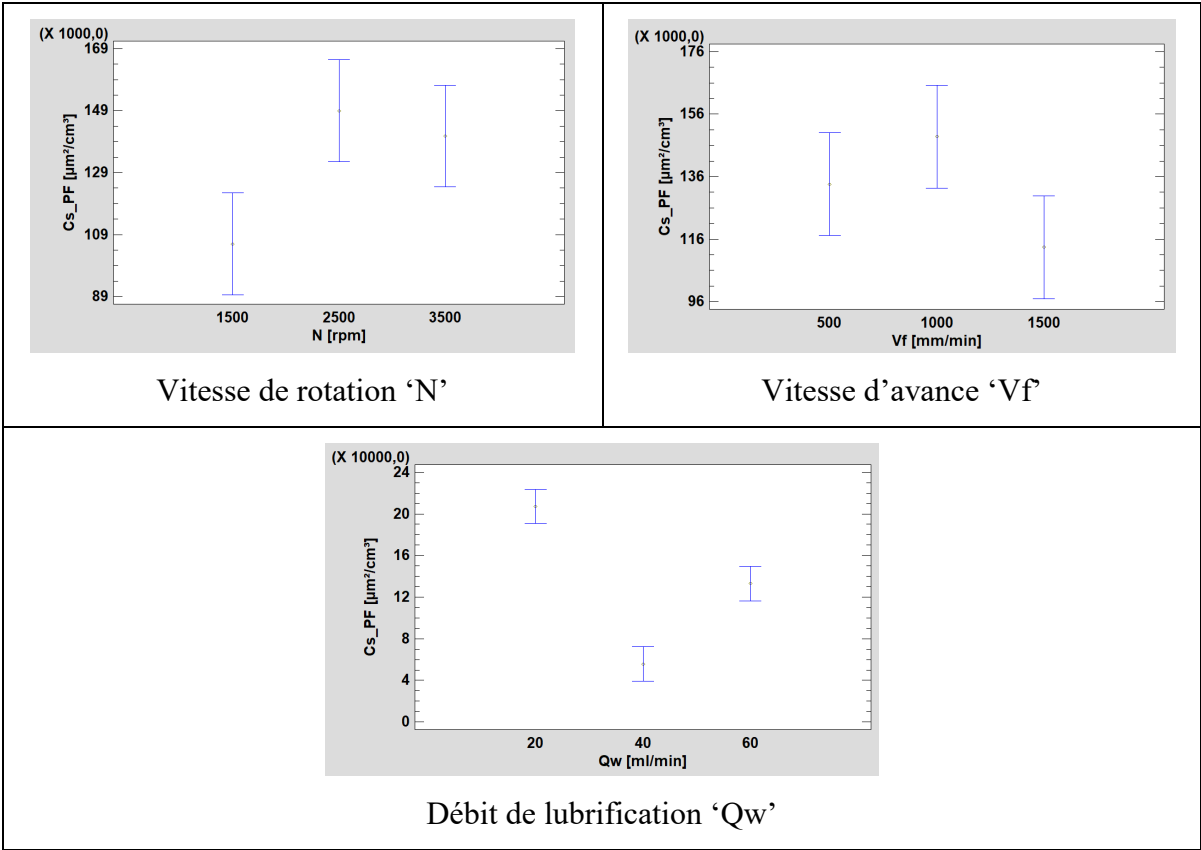 (X 1000,0)
169
149
129
109
89
Cs_PF [µm²/cm³]
1500 2500 3500
N [rpm]
Vitesse de rotation ‘N’
(X 1000,0)
176
156
136
116
96
Cs_PF [µm²/cm³]
500 1000 1500
Vf [mm/min]
Vitesse d’avance ‘Vf’
(X 10000,0)
24
20
16
12
8
4
0
Cs_PF [µm²/cm³]
20 40 60
Qw [ml/min]
Débit de lubrification ‘Qw’